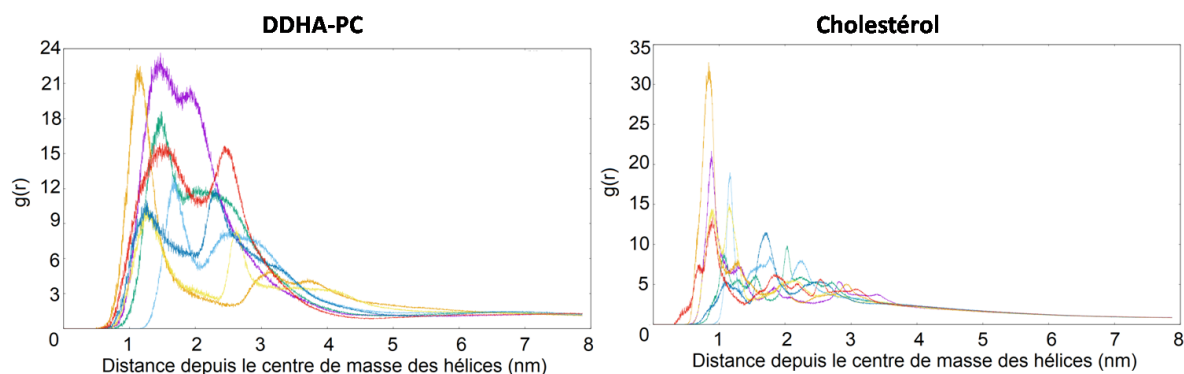 DDHA-PC
24
21
18
15
12
9
6
3
0
g(r)
1 2 3 4 5 6 7 8
Distance depuis le centre de masse des hélices (nm)
Cholestérol
35
30
25
20
15
10
5
0
g(r)
1 2 3 4 5 6 7 8
Distance depuis le centre de masse des hélices (nm)